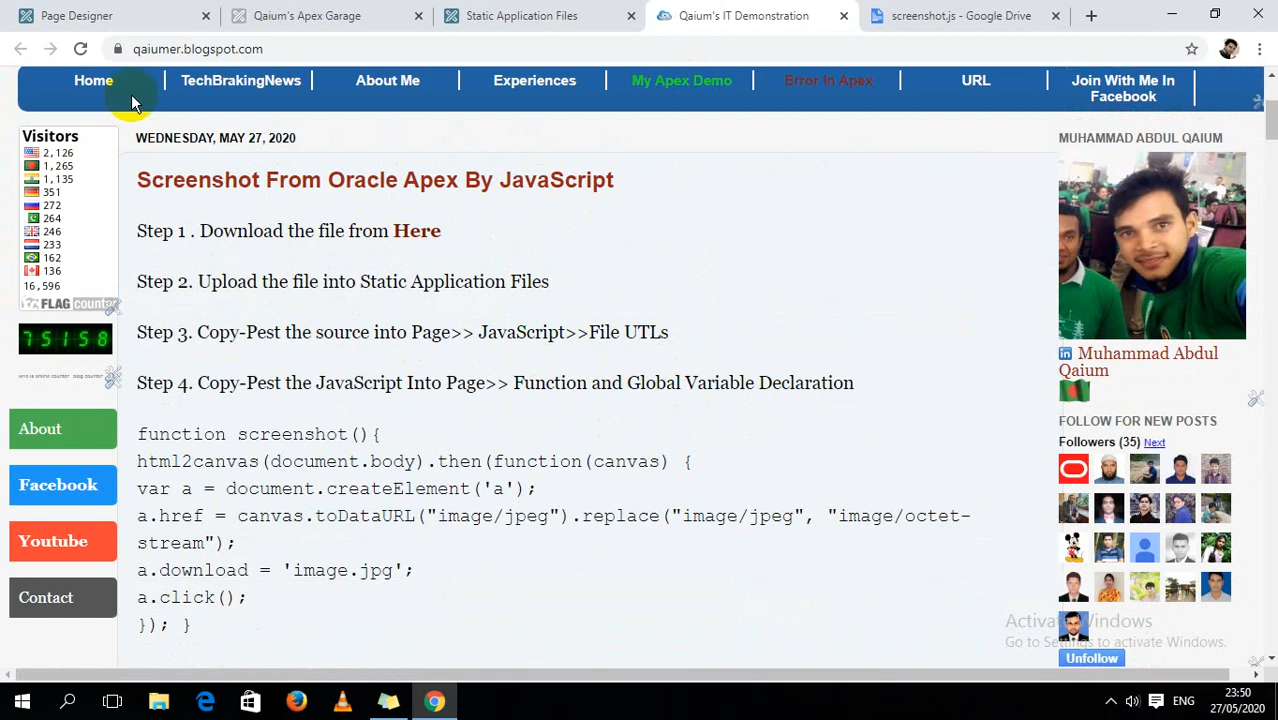 Page Designer
Qaium's Apex Garage
Static Application Files
Qaium's IT Demonstration
screenshot.js - Google Drive
qaiumer.blogspot.com
Home
TechBrakingNews
About Me
Experiences
My Apex Demo
Error In Apex
URL
Join With Me In
Facebook
Visitors
2,126
1,265
1,135
351
272
264
246
233
162
136
16,596
FLAG counter
75158
About
Facebook
Youtube
Contact
WEDNESDAY, MAY 27, 2020
Screenshot From Oracle Apex By JavaScript
Step 1 . Download the file from Here
Step 2. Upload the file into Static Application Files
Step 3. Copy-Pest the source into Page>> JavaScript>>File UTLs
Step 4. Copy-Pest the JavaScript Into Page>> Function and Global Variable Declaration
function screenshot(){
html2canvas(document.body).then(function(canvas) {
var a = document.createElement('a');
a.href = canvas.toDataURL("image/jpeg").replace("image/jpeg", "image/octet-
stream");
a.download = 'image.jpg';
a.click();
}); }
MUHAMMAD ABDUL QAIUM
Muhammad Abdul
Qaium
FOLLOW FOR NEW POSTS
Followers (35) Next
Unfollow
Activate Windows
Go to Settings to activate Windows.
ENG
23:50
27/05/2020